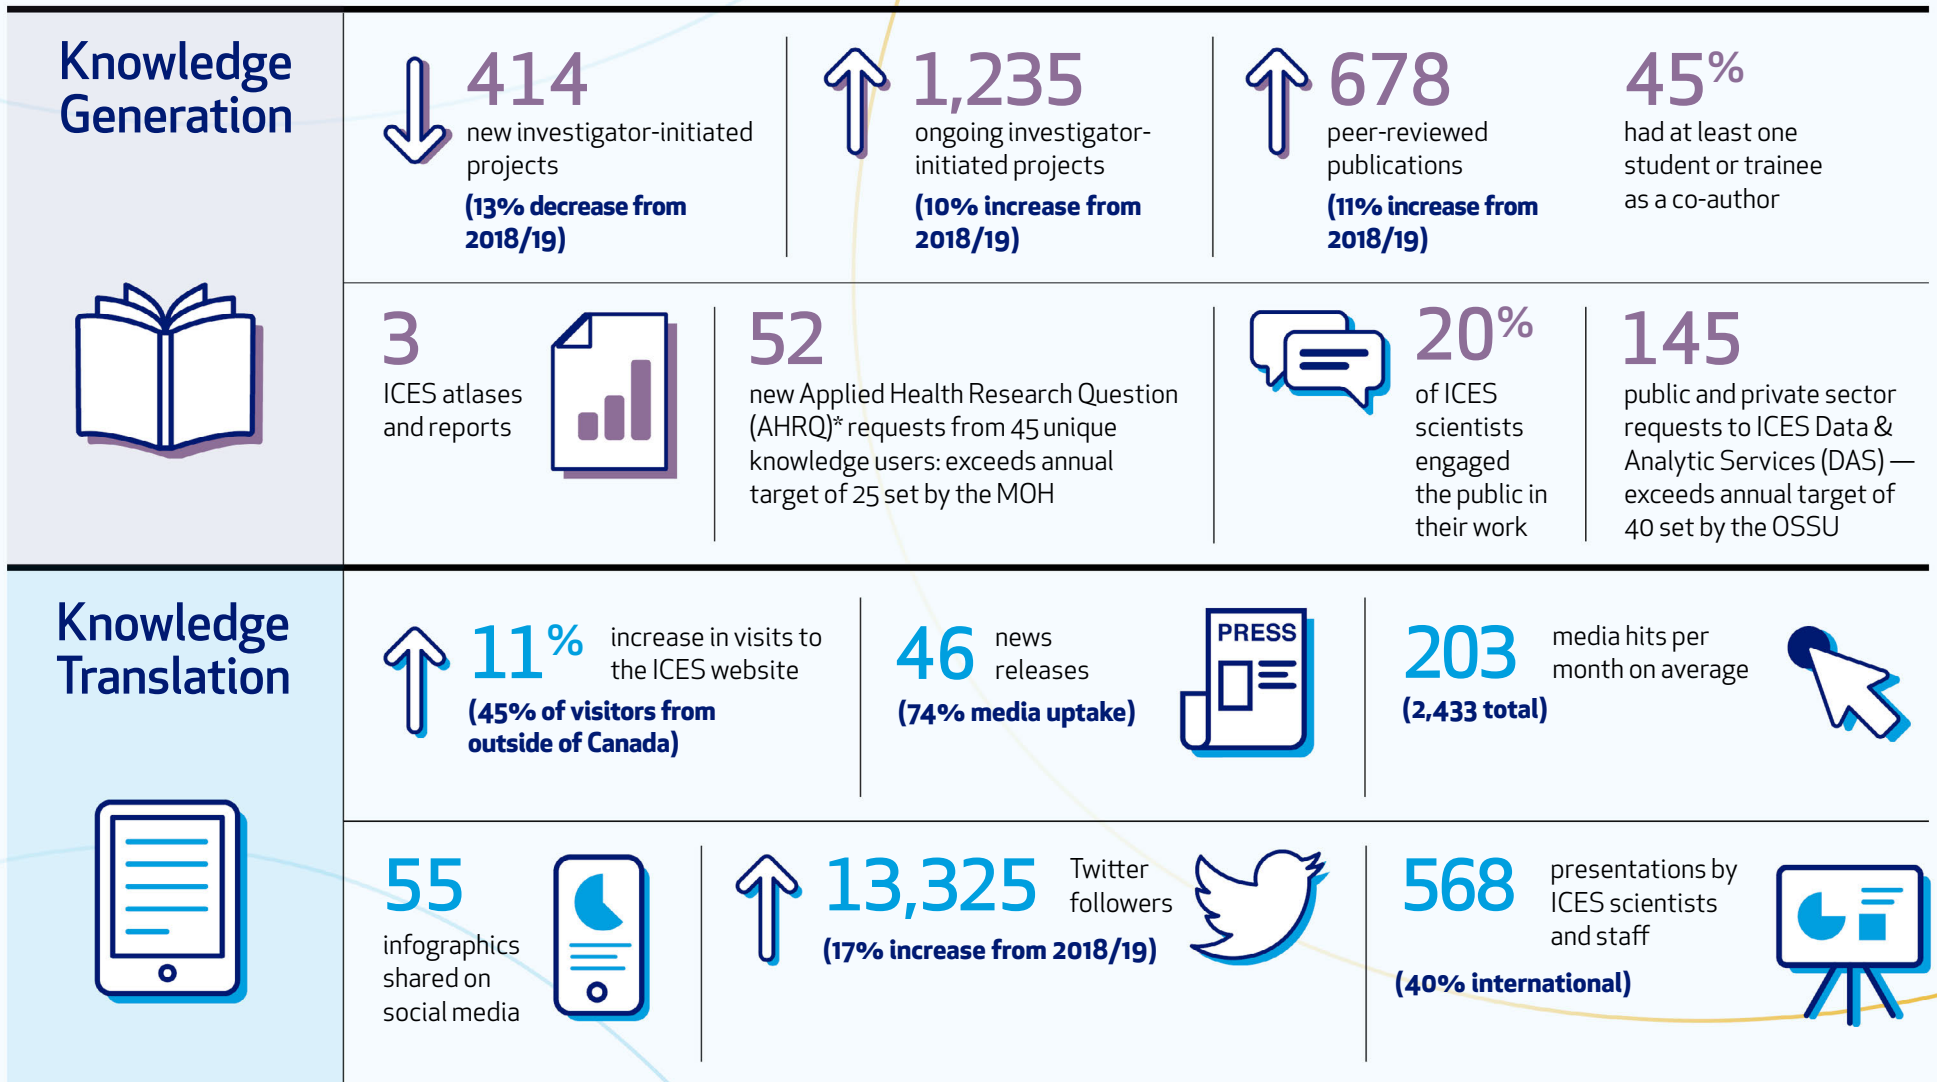 Knowledge
Generation
414
new investigator-initiated
projects
(13% decrease from
2018/19)
1,235
ongoing investigator-
initiated projects
(10% increase from
2018/19)
678
peer-reviewed
publications
(11% increase from
2018/19)
45%
had at least one
student or trainee
as a co-author
3
ICES atlases
and reports
52
new Applied Health Research Question
(AHRQ)* requests from 45 unique
knowledge users: exceeds annual
target of 25 set by the MOH
20%
of ICES
scientists
engaged
the public in
their work
145
public and private sector
requests to ICES Data &
Analytic Services (DAS) —
exceeds annual target of
40 set by the OSSU
Knowledge
Translation
11%
increase in visits to
the ICES website
(45% of visitors from
outside of Canada)
46
news
releases
(74% media uptake)
PRESS
203
media hits per
month on average
(2,433 total)
55
infographics
shared on
social media
13,325
Twitter
followers
(17% increase from 2018/19)
568
presentations by
ICES scientists
and staff
(40% international)